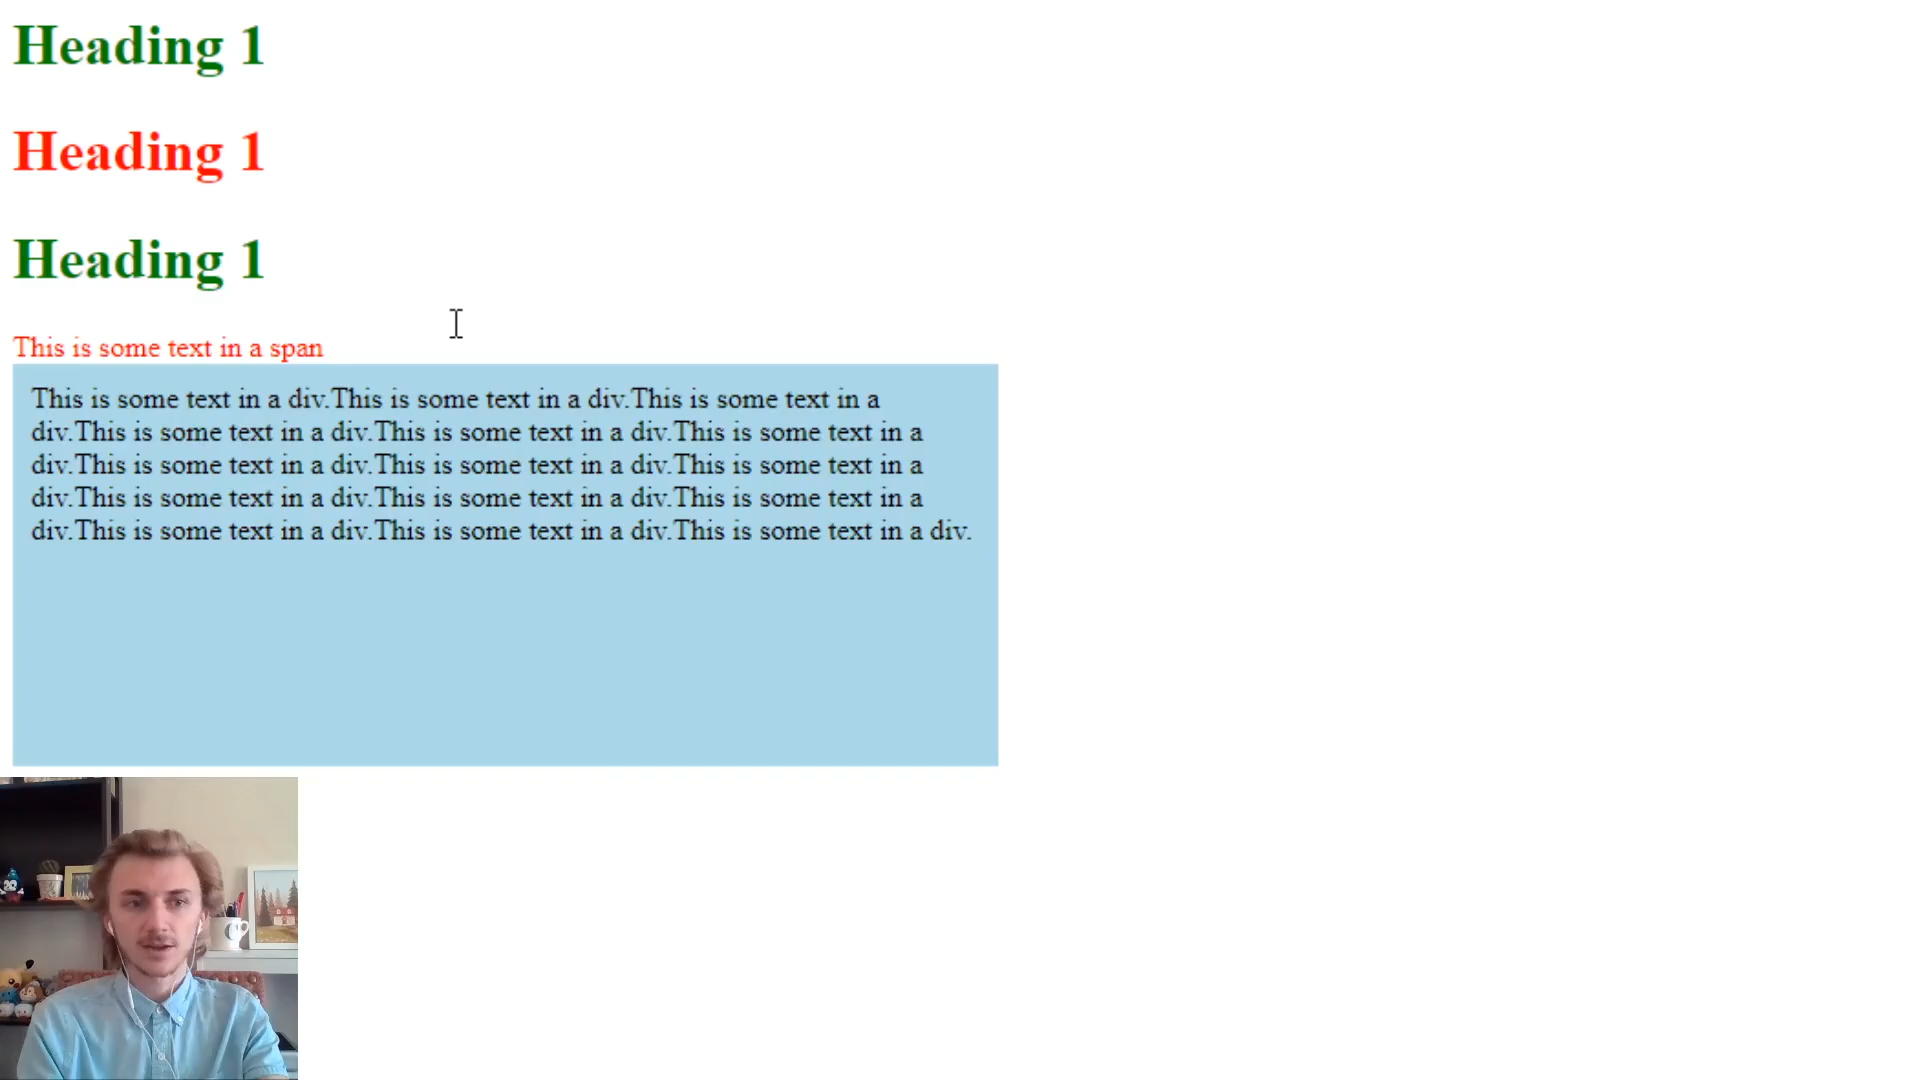 Heading 1
Heading 1
Heading 1
This is some text in a span
This is some text in a div.This is some text in a div.This is some text in a
div.This is some text in a div.This is some text in a div.This is some text in a
div.This is some text in a div.This is some text in a div.This is some text in a
div.This is some text in a div.This is some text in a div.This is some text in a
div.This is some text in a div.This is some text in a div.This is some text in a div.